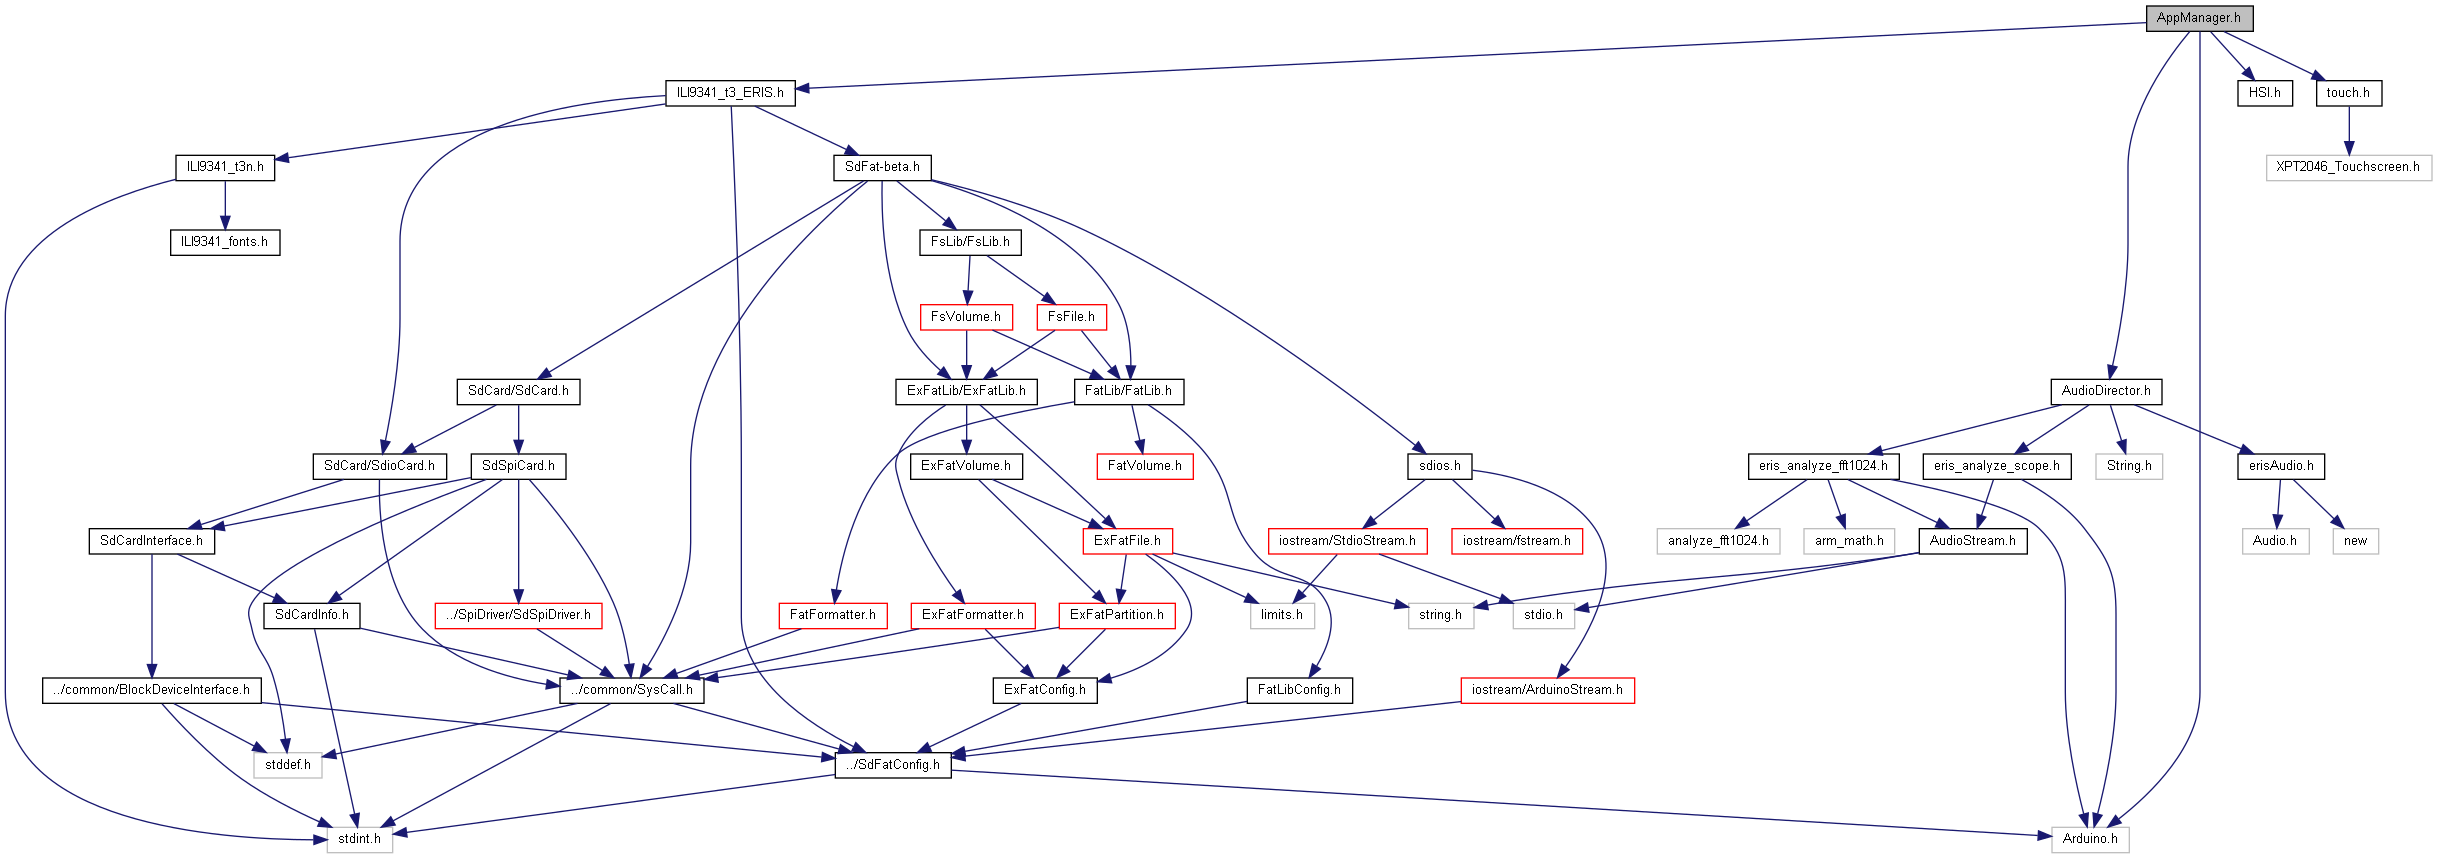 AppManager.h
ILI9341_t3_ERIS.h
HSI.h
touch.h
ILI9341_t3n.h
SdFat-beta.h
XPT2046_Touchscreen.h
ILI9341_fonts.h
FsLib/FsLib.h
FsVolume.h
FsFile.h
SdCard/SdCard.h
ExFatLib/ExFatLib.h
FatLib/FatLib.h
AudioDirector.h
SdCard/SdioCard.h
SdSpiCard.h
ExFatVolume.h
FatVolume.h
sdios.h
eris_analyze_fft1024.h
eris_analyze_scope.h
String.h
erisAudio.h
SdCardInterface.h
ExFatFile.h
iostream/StdioStream.h
iostream/fstream.h
analyze_fft1024.h
arm_math.h
AudioStream.h
Audio.h
new
SdCardInfo.h
../SpiDriver/SdSpiDriver.h
FatFormatter.h
ExFatFormatter.h
ExFatPartition.h
limits.h
string.h
stdio.h
../common/BlockDeviceInterface.h
../common/SysCall.h
ExFatConfig.h
FatLibConfig.h
iostream/ArduinoStream.h
stddef.h
../SdFatConfig.h
stdint.h
Arduino.h